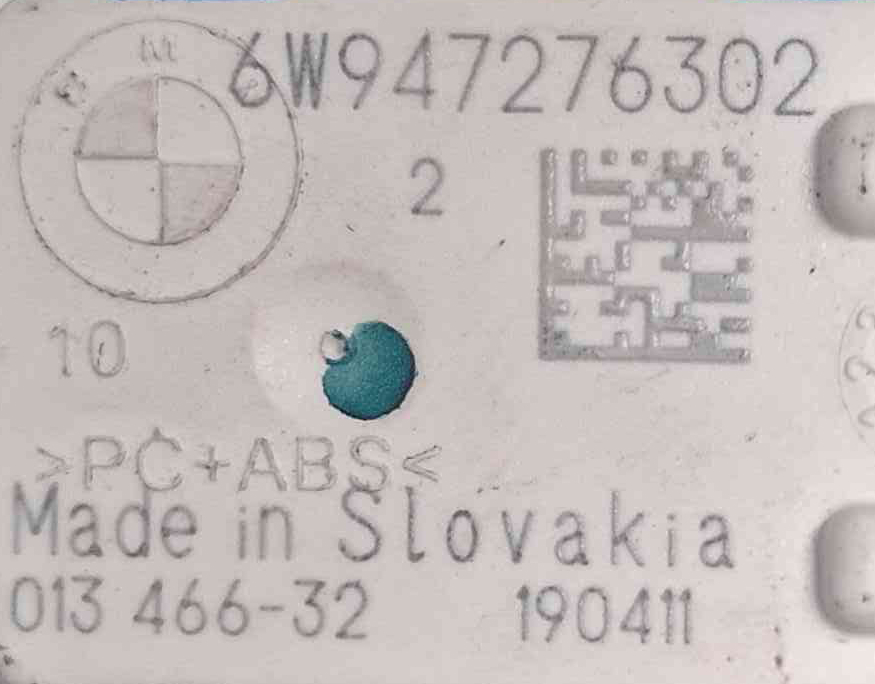 B M
6W947276302
2
10
>PC+ABS<
Made in Slovakia
013 466-32 190411